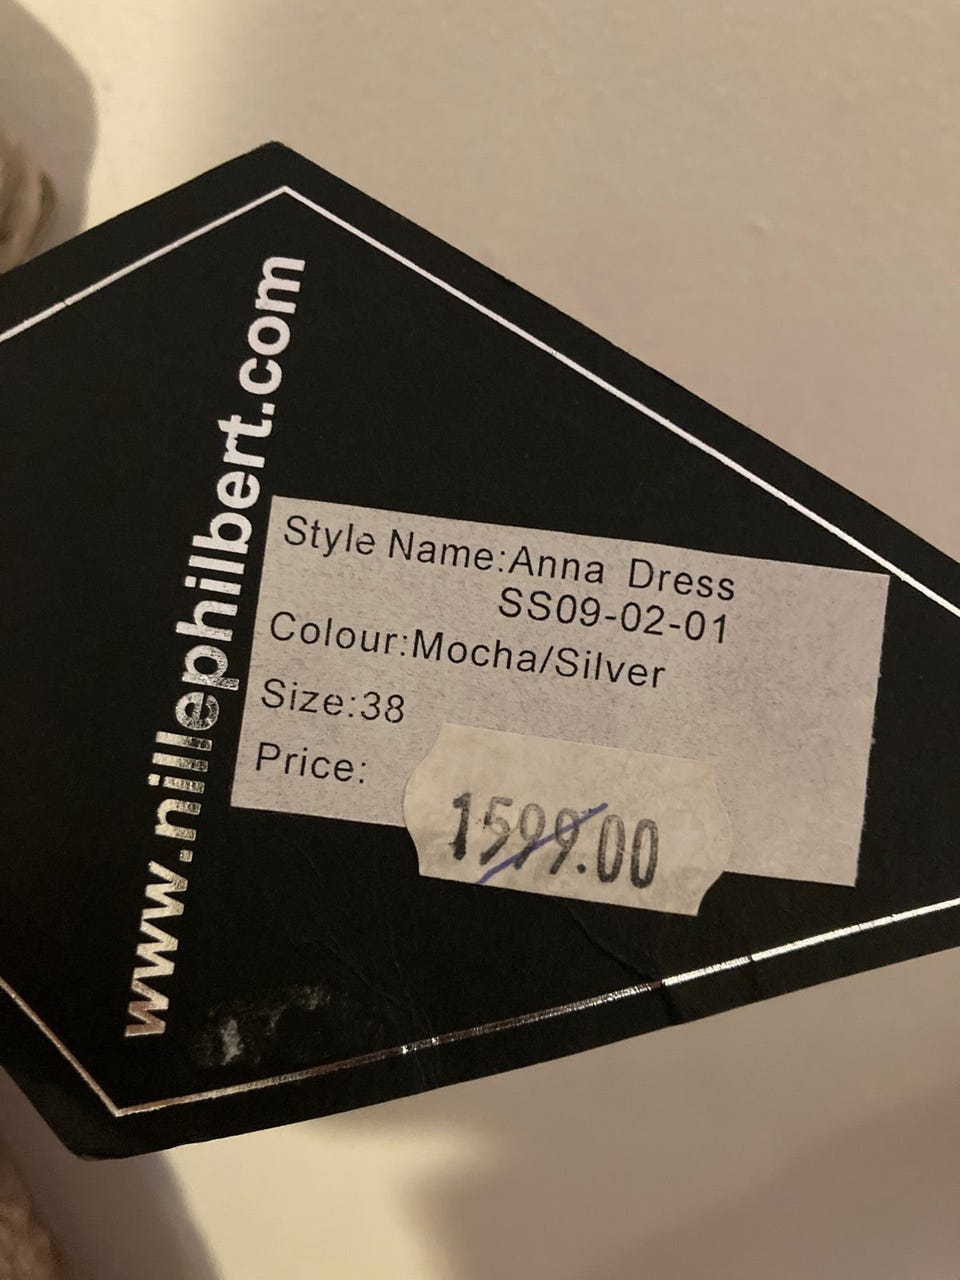 www.nillephilbert.com
Style Name:Anna Dress
SS09-02-01
Colour:Mocha/Silver
Size:38
Price:
1599.00